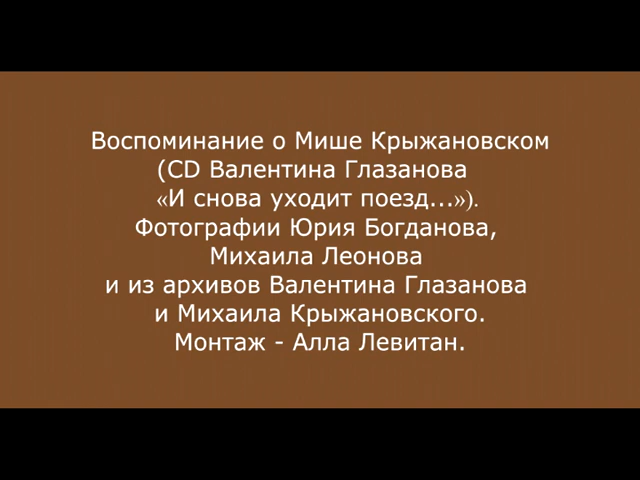 Воспоминание о Мише Крыжановском
(CD Валентина Глазанова
«И снова уходит поезд...»).
Фотографии Юрия Богданова,
Михаила Леонова
и из архивов Валентина Глазанова
и Михаила Крыжановского.
Монтаж - Алла Левитан.